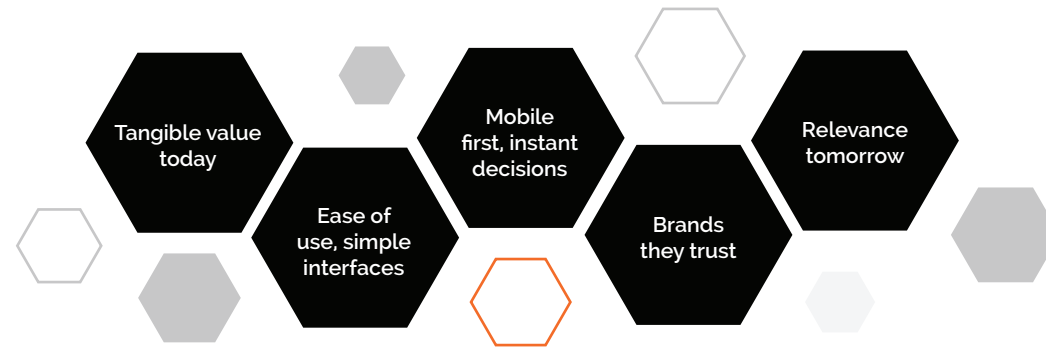 Tangible value
today
Ease of
use, simple
interfaces
Mobile
first, instant
decisions
Brands
they trust
Relevance
tomorrow